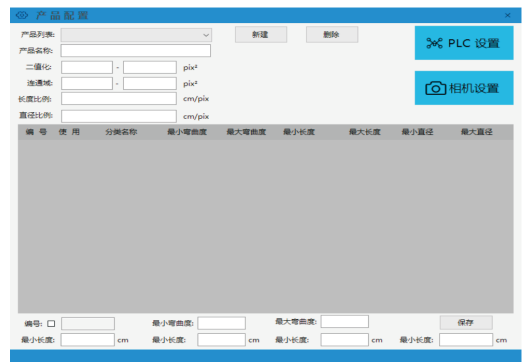 产品配置 ×
产品列表: 新建 删除
PLC 设置
产品名称:
二值化: - pix²
连通域: - pix²
相机设置
长度比例: cm/pix
直径比例: cm/pix
编号 使用 分类名称 最小弯曲度 最大弯曲度 最小长度 最大长度 最小直径 最大直径
编号: 最小弯曲度: 最大弯曲度: 保存
最小长度: cm 最小长度: cm 最小长度: cm 最小长度: cm